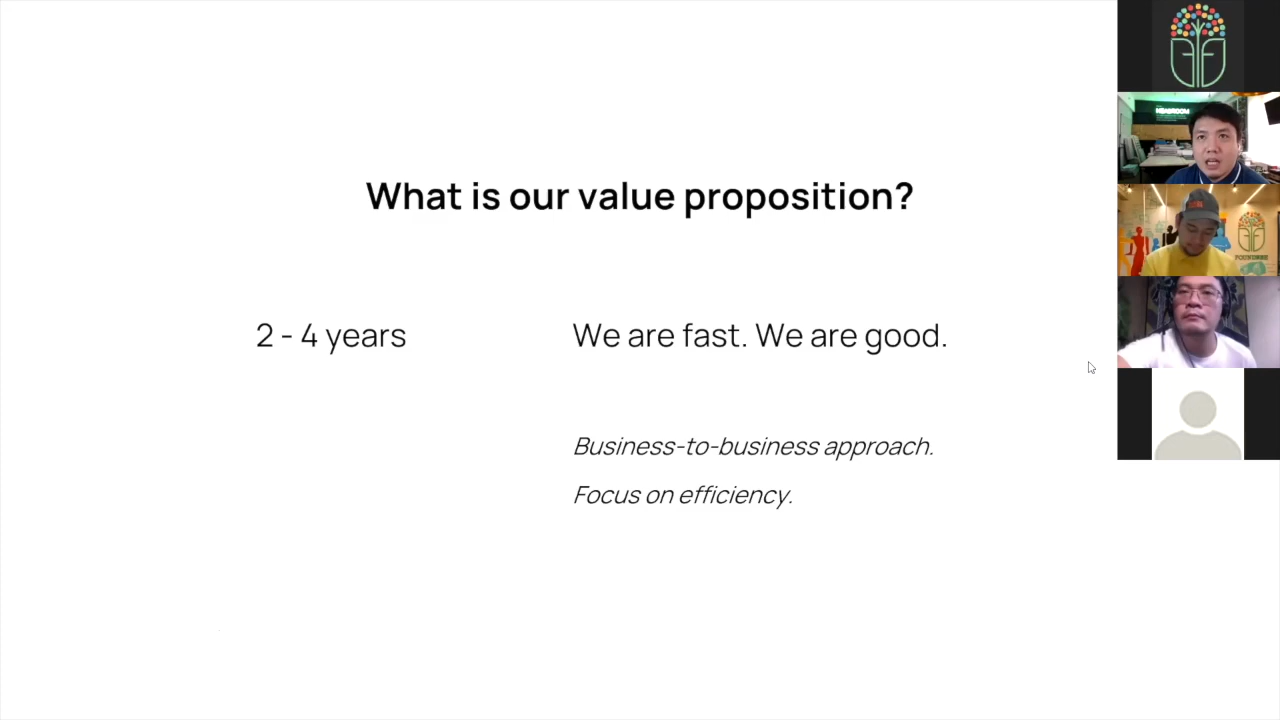 What is our value proposition?
2 - 4 years
We are fast. We are good.
Business-to-business approach.
Focus on efficiency.